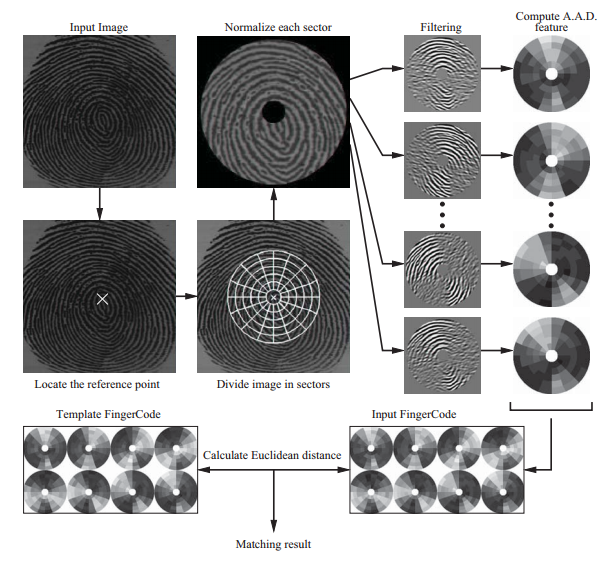 Input Image
Normalize each sector
Filtering
Compute A.A.D.
feature
Locate the reference point
Divide image in sectors
Template FingerCode
Input FingerCode
Calculate Euclidean distance
Matching result